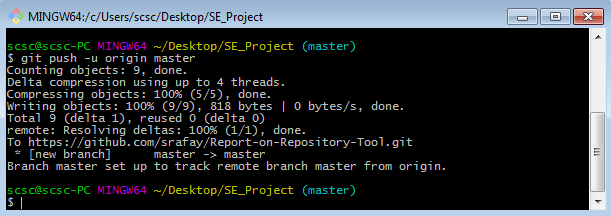 MINGW64:/c/Users/scsc/Desktop/SE_Project
scsc@scsc-PC MINGW64 ~/Desktop/SE_Project (master)
$ git push -u origin master
Counting objects: 9, done.
Delta compression using up to 4 threads.
Compressing objects: 100% (5/5), done.
Writing objects: 100% (9/9), 818 bytes | 0 bytes/s, done.
Total 9 (delta 1), reused 0 (delta 0)
remote: Resolving deltas: 100% (1/1), done.
To https://github.com/srafay/Report-on-Repository-Tool.git
 * [new branch]      master -> master
Branch master set up to track remote branch master from origin.
scsc@scsc-PC MINGW64 ~/Desktop/SE_Project (master)
$